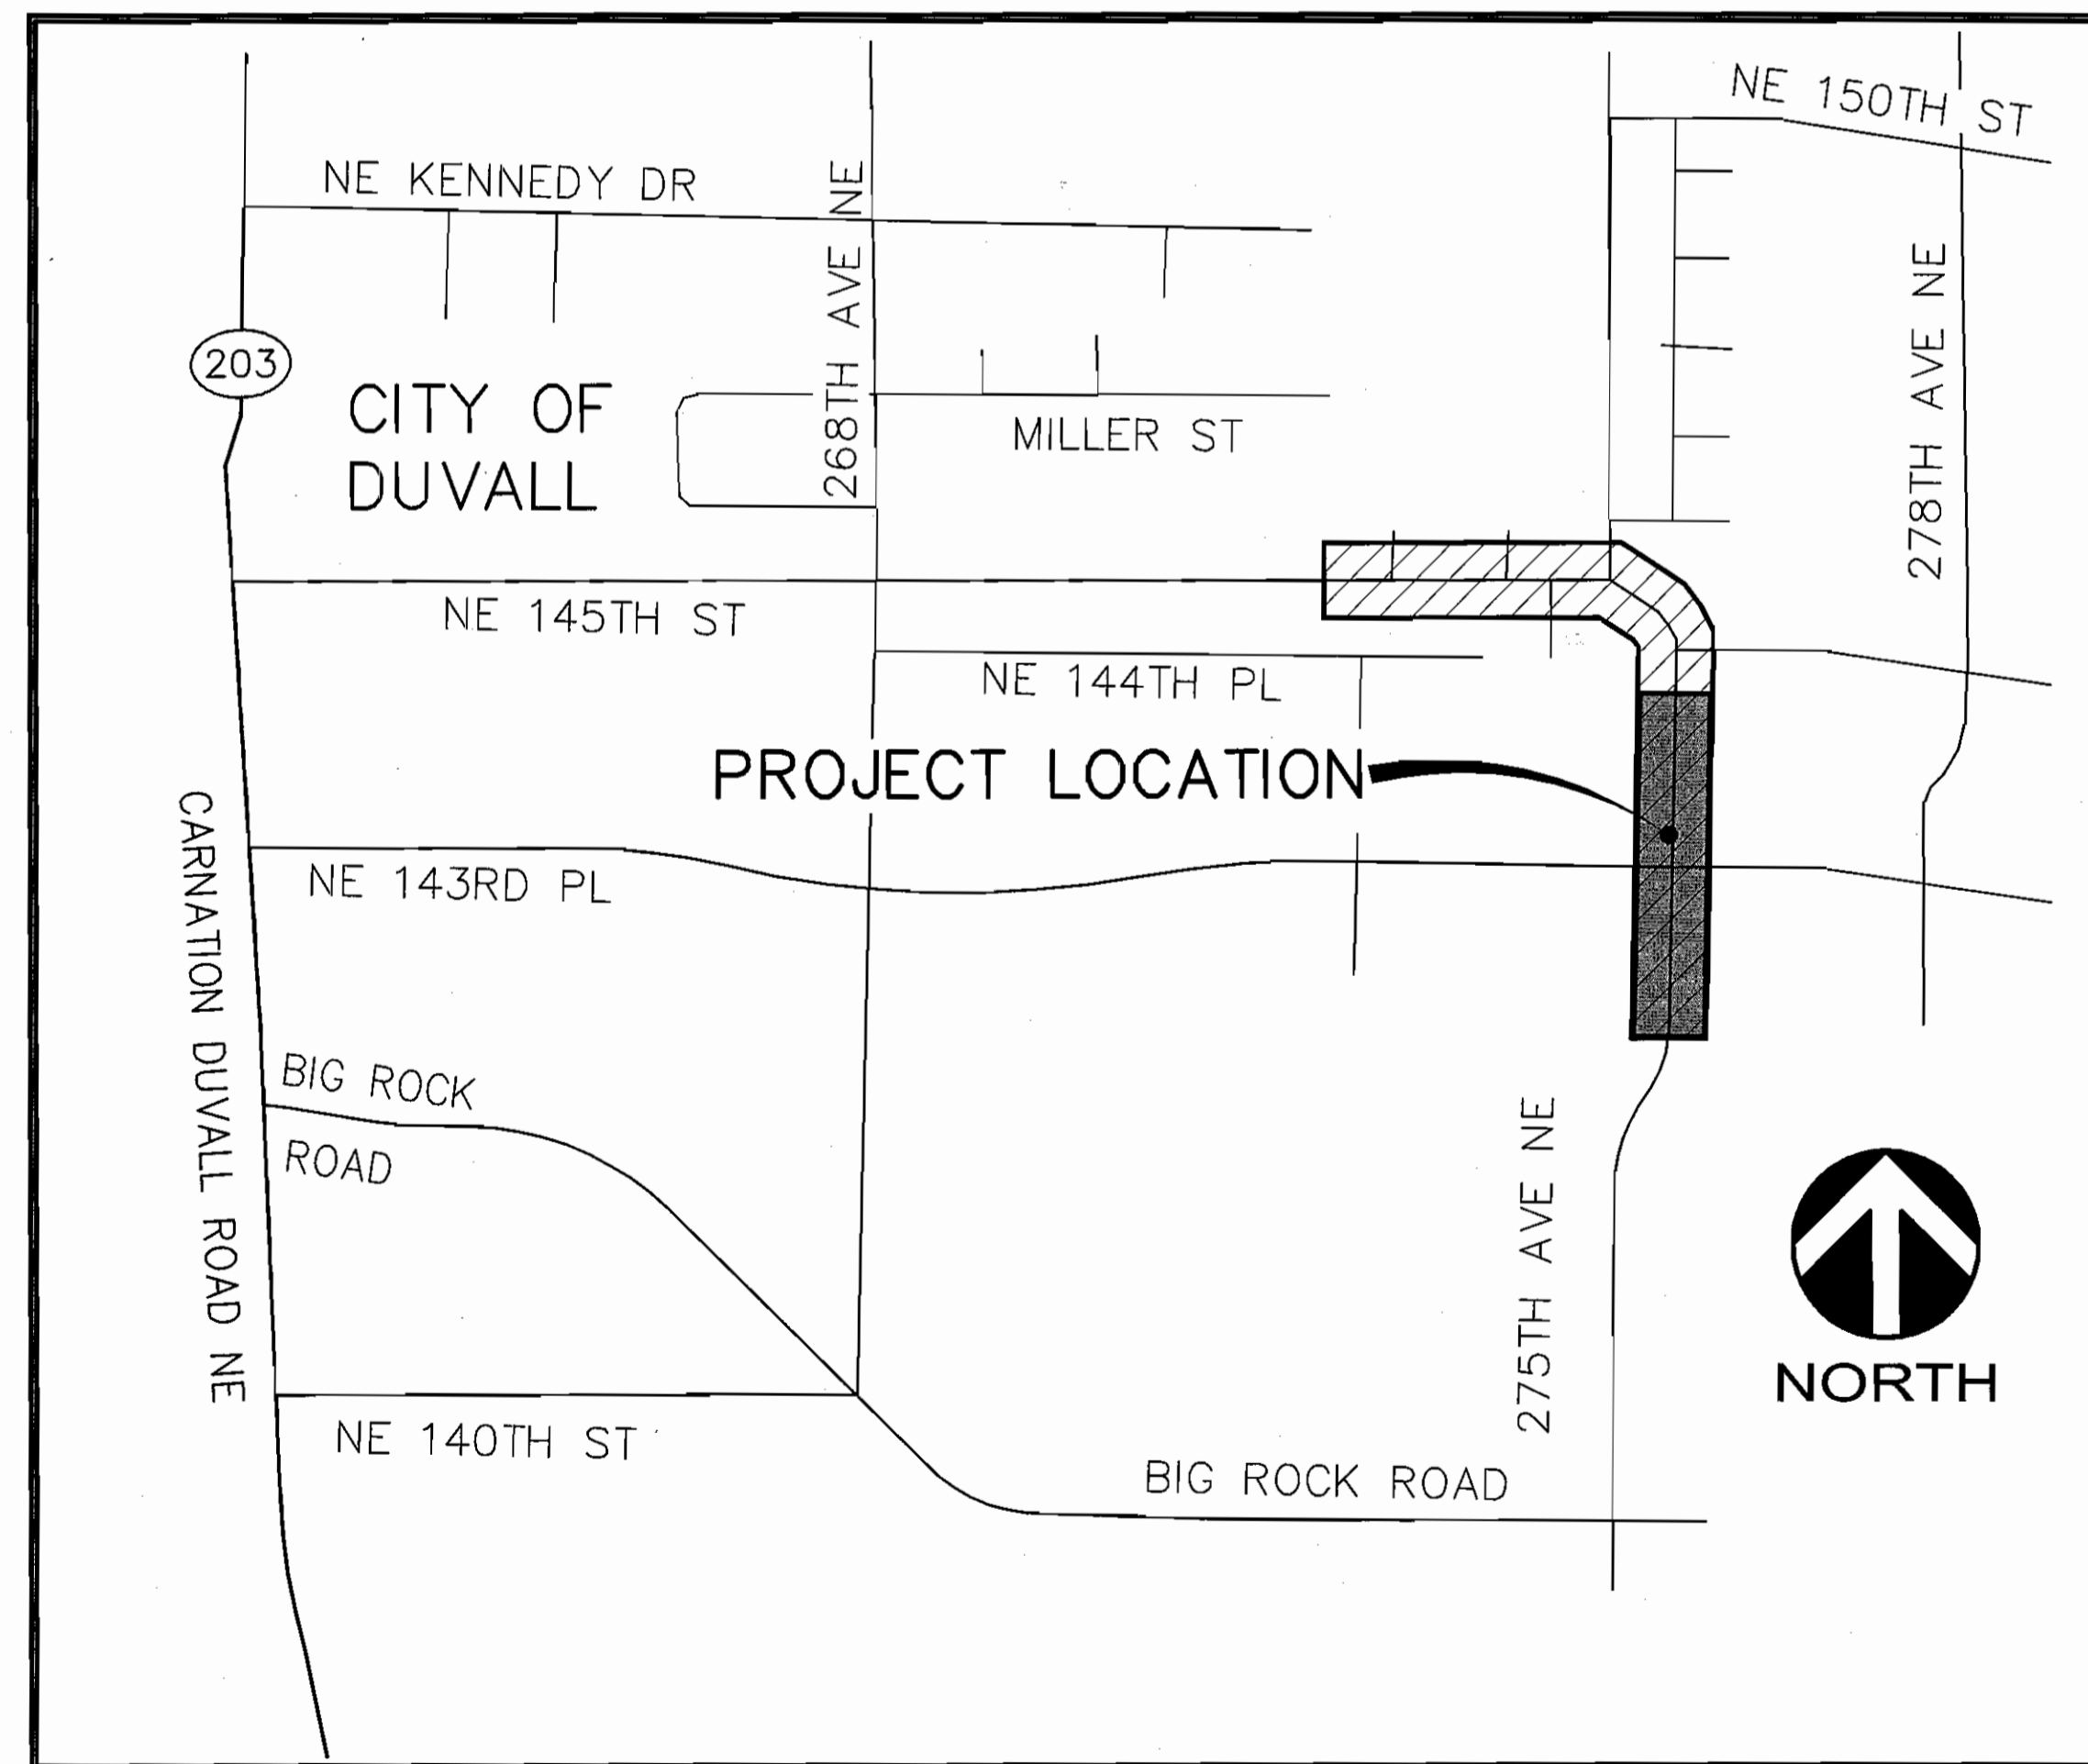 NE 150TH ST
NE KENNEDY DR
268TH AVE NE
278TH AVE NE
203
CITY OF
DUVALL
MILLER ST
NE 145TH ST
NE 144TH PL
PROJECT LOCATION
CARNATION DUVALL ROAD NE
NE 143RD PL
BIG ROCK
ROAD
275TH AVE NE
NORTH
NE 140TH ST
BIG ROCK ROAD